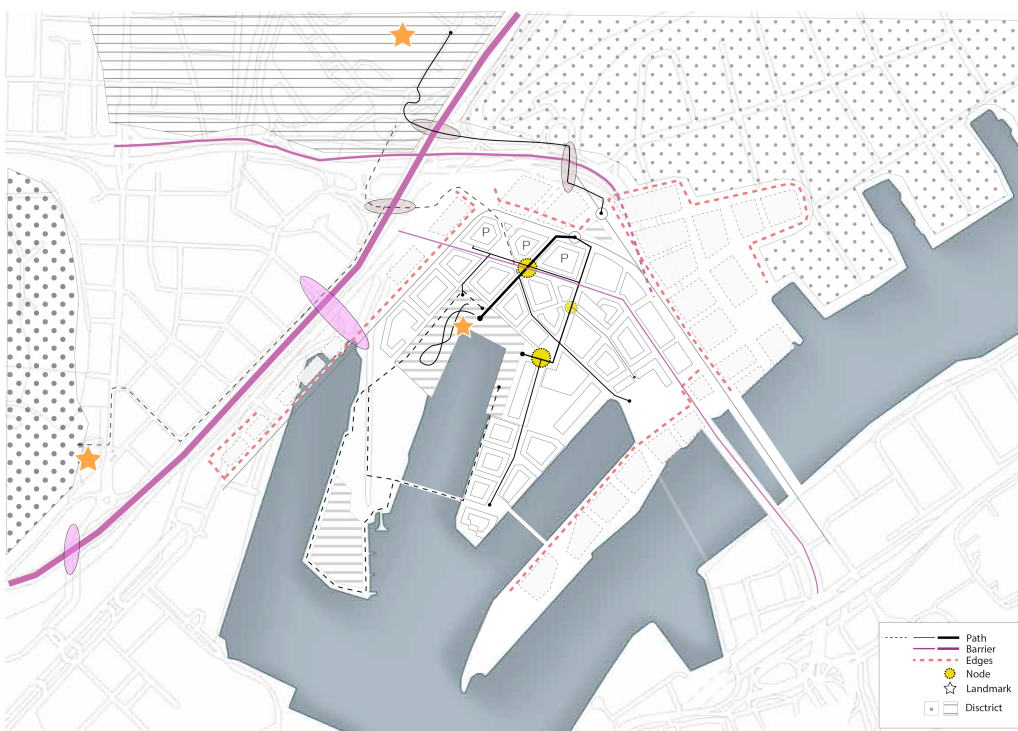 P
P
P
Path
Barrier
Edges
Node
Landmark
Disctrict